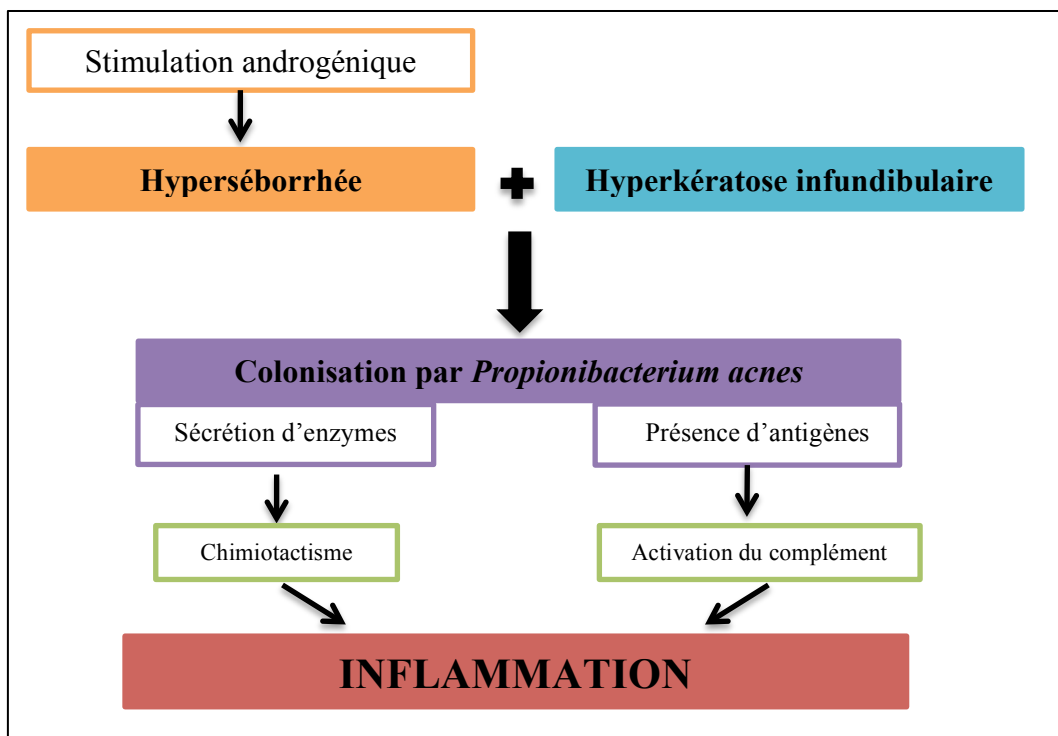 Stimulation androgénique
Hyperséborrhée
Hyperkératose infundibulaire
Colonisation par Propionibacterium acnes
Sécrétion d’enzymes
Présence d’antigènes
Chimiotactisme
Activation du complément
INFLAMMATION